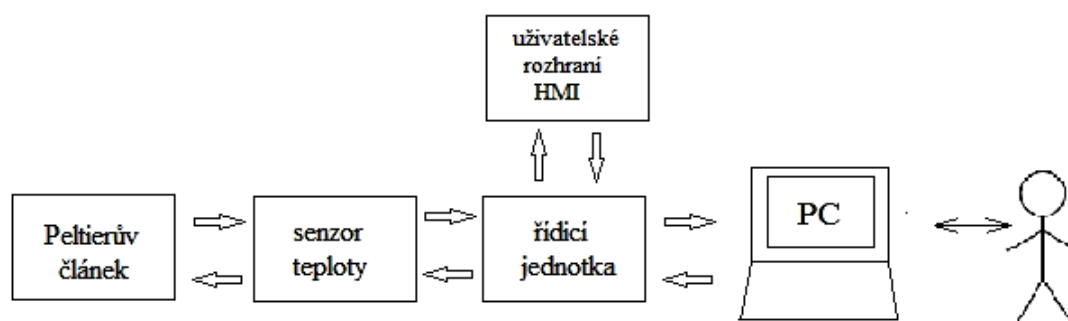 uživatelské
rozhraní
HMI
Peltierův
článek
senzor
teploty
řídicí
jednotka
PC